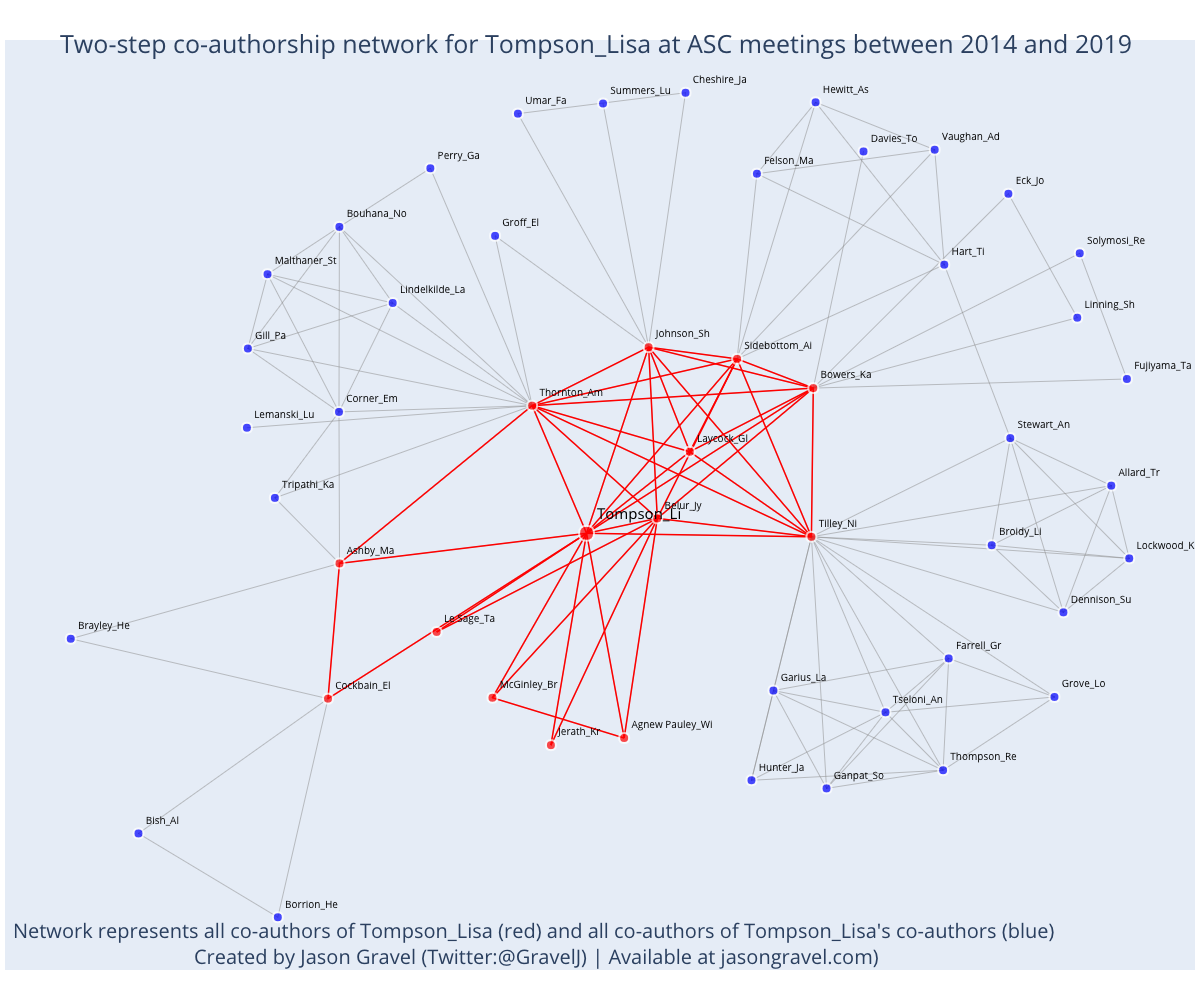 Two-step co-authorship network for Tompson_Lisa at ASC meetings between 2014 and 2019
Cheshire_Ja
Summers_Lu
Umar_Fa
Hewitt_As
Davies_To
Vaughan_Ad
Felson_Ma
Perry_Ga
Eck_Jo
Bouhana_No
Groff_El
Solymosi_Re
Hart_Ti
Malthaner_St
Lindelkilde_La
Linning_Sh
Gill_Pa
Johnson_Sh
Sidebottom_Ai
Fujiyama_Ta
Bowers_Ka
Thornton_Am
Corner_Em
Lemanski_Lu
Stewart_An
Laycock_Gl
Allard_Tr
Tripathi_Ka
Belur_Jy
Tompson_Li
Tilley_Ni
Broidy_Li
Lockwood_K
Ashby_Ma
Dennison_Su
Le Sage_Ta
Brayley_He
Farrell_Gr
Garius_La
Cockbain_El
McGinley_Br
Grove_Lo
Tseloni_An
Agnew Pauley_Wi
Jerath_Kr
Thompson_Re
Hunter_Ja
Ganpat_So
Bish_Al
Borrion_He
Network represents all co-authors of Tompson_Lisa (red) and all co-authors of Tompson_Lisa's co-authors (blue)
Created by Jason Gravel (Twitter:@GravelJ) | Available at jasongravel.com)